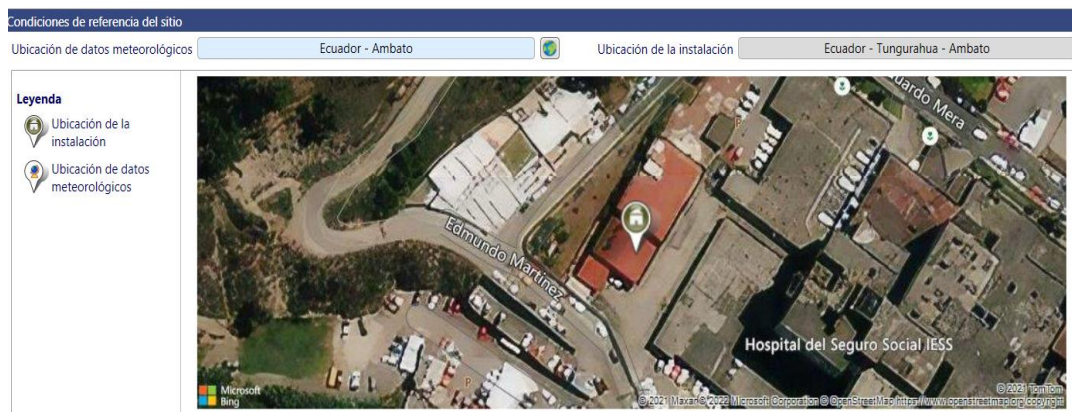 Condiciones de referencia del sitio
Ubicación de datos meteorológicos
Ecuador - Ambato
Ubicación de la instalación
Ecuador - Tungurahua - Ambato
Leyenda
Ubicación de la
instalación
Ubicación de datos
meteorológicos
uardo Mera
P
Edmundo Martínez
Hospital del Seguro Social IESS
P
Microsoft
Bing
© 2021 TomTom
© 2021 Maxar © 2022 Microsoft Corporation © OpenStreetMap https://www.openstreetmap.org/copyright